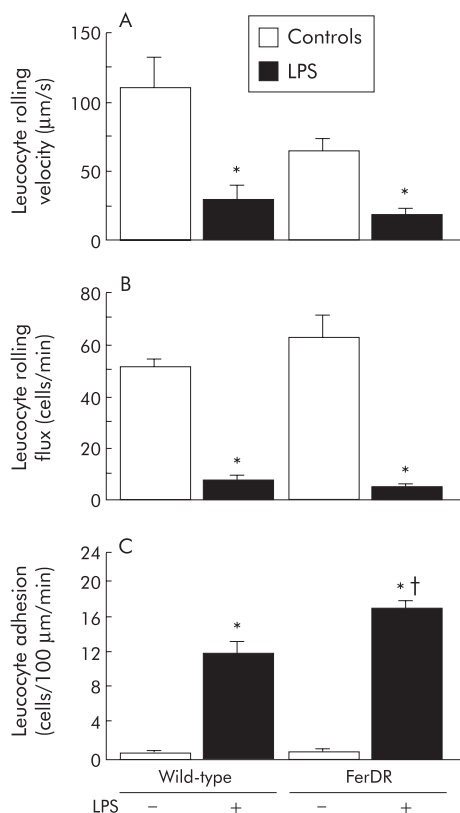 A
Controls
LPS
Leucocyte rolling
velocity (μm/s)
150
100
50
0
*
*
B
Leucocyte rolling
flux (cells/min)
80
60
40
20
0
*
*
C
Leucocyte adhesion
(cells/100 μm/min)
24
20
16
12
8
4
0
*
* †
Wild-type FerDR
LPS – + – +